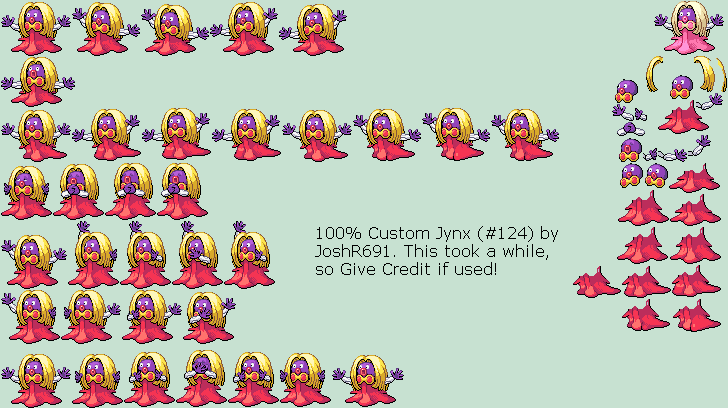 100% Custom Jynx (#124) by
JoshR691. This took a while,
so Give Credit if used!